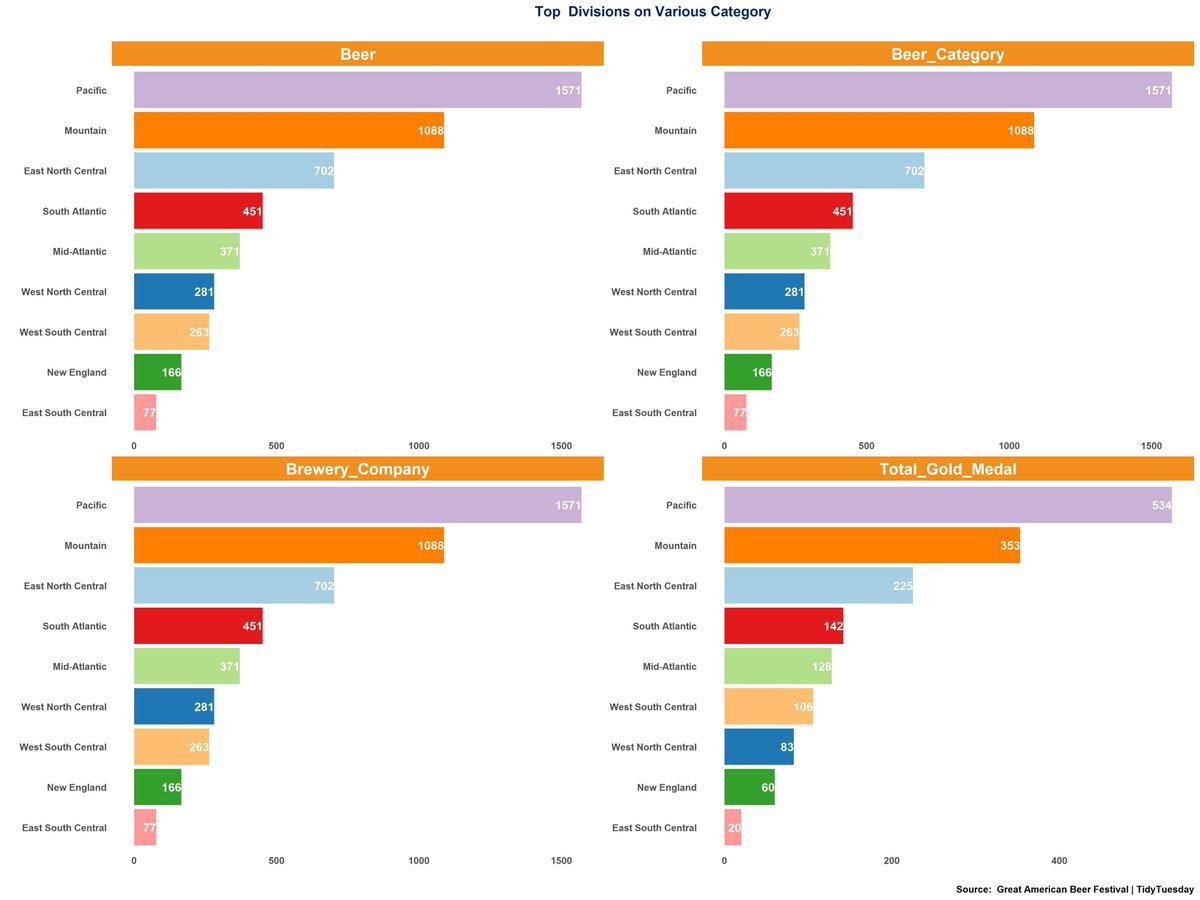 Top  Divisions on Various Category
Beer
Pacific 1571
Mountain 1088
East North Central 702
South Atlantic 451
Mid-Atlantic 371
West North Central 281
West South Central 263
New England 166
East South Central 77
0 500 1000 1500
Beer_Category
Pacific 1571
Mountain 1088
East North Central 702
South Atlantic 451
Mid-Atlantic 371
West North Central 281
West South Central 263
New England 166
East South Central 77
0 500 1000 1500
Brewery_Company
Pacific 1571
Mountain 1088
East North Central 702
South Atlantic 451
Mid-Atlantic 371
West North Central 281
West South Central 263
New England 166
East South Central 77
0 500 1000 1500
Total_Gold_Medal
Pacific 534
Mountain 353
East North Central 225
South Atlantic 142
Mid-Atlantic 128
West South Central 106
West North Central 83
New England 60
East South Central 20
0 200 400
Source:  Great American Beer Festival | TidyTuesday